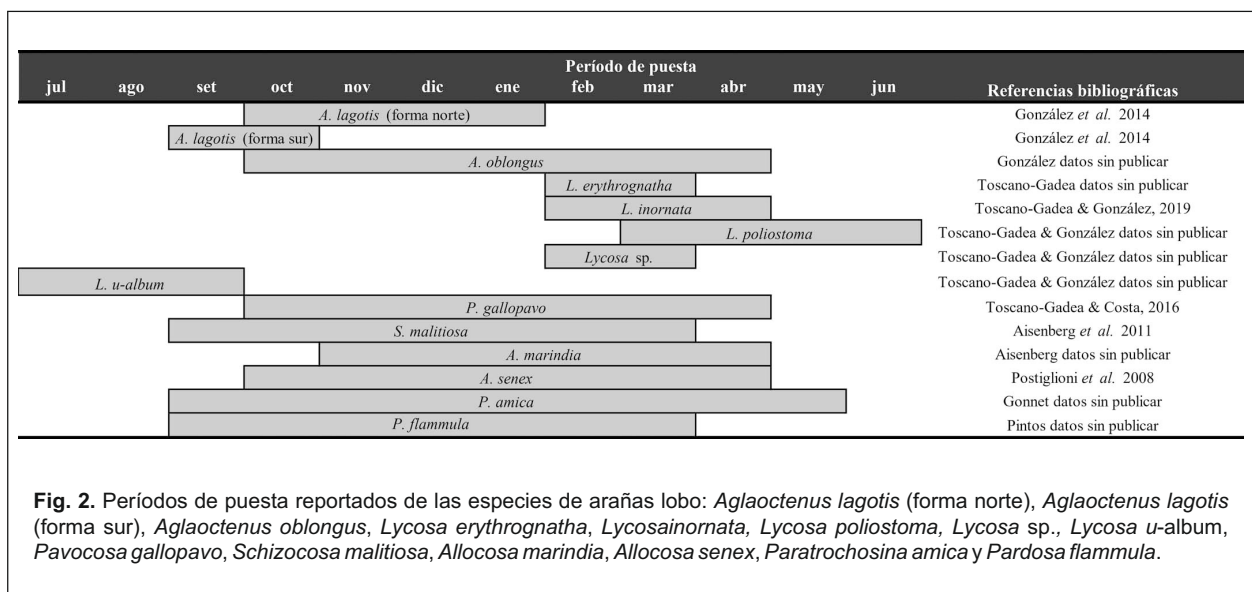 Período de puesta
jul ago set oct nov dic ene feb mar abr may jun Referencias bibliográficas
A. lagotis (forma norte) González et al. 2014
A. lagotis (forma sur) González et al. 2014
A. oblongus González datos sin publicar
L. erythrognatha Toscano-Gadea datos sin publicar
L. inornata Toscano-Gadea & González, 2019
L. poliostoma Toscano-Gadea & González datos sin publicar
Lycosa sp. Toscano-Gadea & González datos sin publicar
L. u-album Toscano-Gadea & González datos sin publicar
P. gallopavo Toscano-Gadea & Costa, 2016
S. malitiosa Aisenberg et al. 2011
A. marindia Aisenberg datos sin publicar
A. senex Postiglioni et al. 2008
P. amica Gonnet datos sin publicar
P. flammula Pintos datos sin publicar
Fig. 2. Períodos de puesta reportados de las especies de arañas lobo: Aglaoctenus lagotis (forma norte), Aglaoctenus lagotis
(forma sur), Aglaoctenus oblongus, Lycosa erythrognatha, Lycosainornata, Lycosa poliostoma, Lycosa sp., Lycosa u-album,
Pavocosa gallopavo, Schizocosa malitiosa, Allocosa marindia, Allocosa senex, Paratrochosina amica y Pardosa flammula.